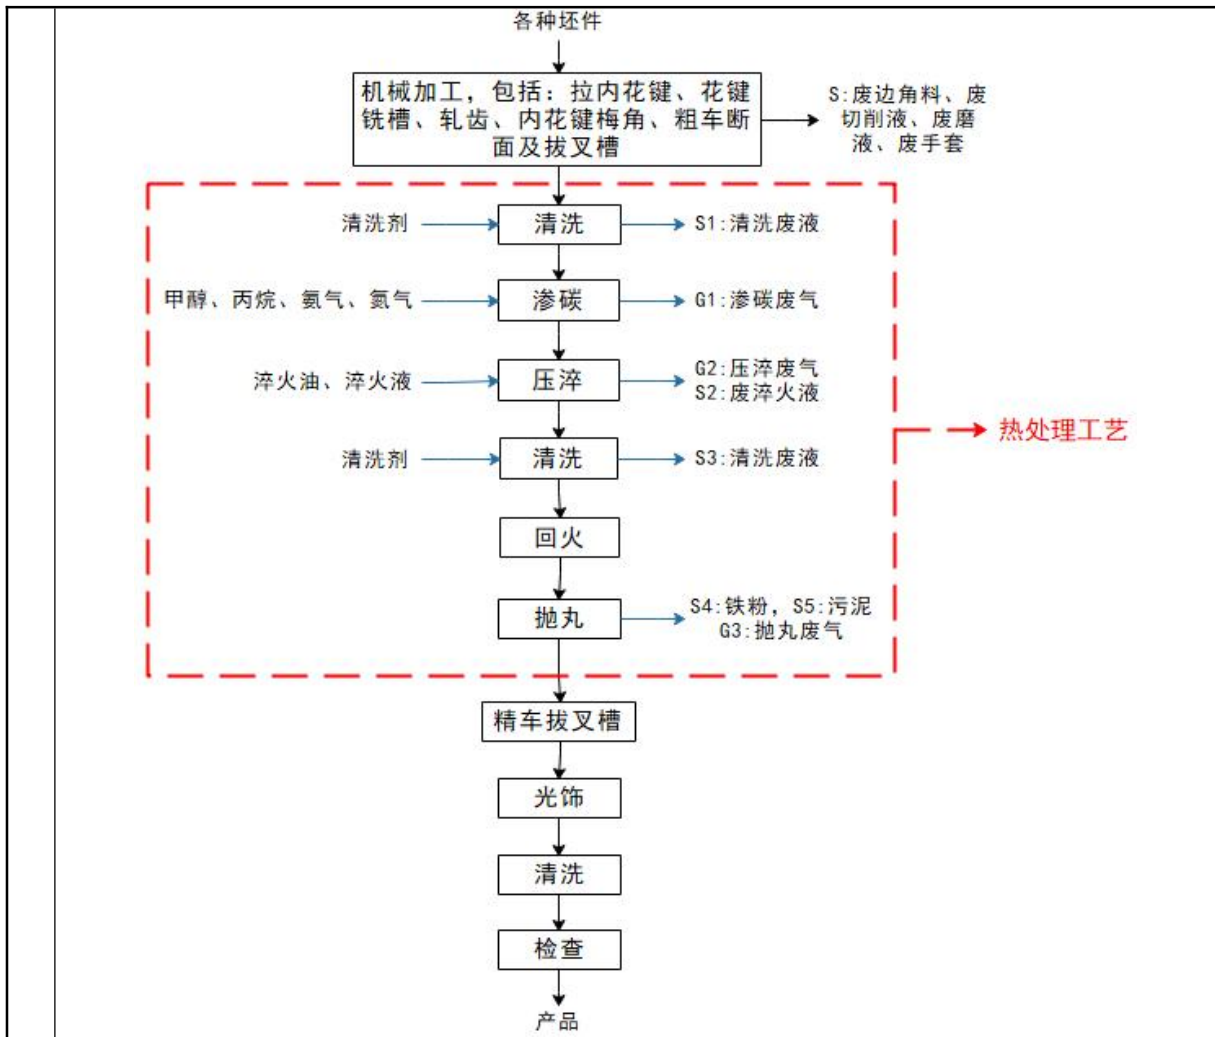 各种坯件
机械加工，包括：拉内花键、花键
铣槽、轧齿、内花键梅角、粗车断
面及拔叉槽
S:废边角料、废
切削液、废磨
液、废手套
清洗剂
清洗
S1:清洗废液
甲醇、丙烷、氨气、氮气
渗碳
G1:渗碳废气
淬火油、淬火液
压淬
G2:压淬废气
S2:废淬火液
热处理工艺
清洗剂
清洗
S3:清洗废液
回火
抛丸
S4:铁粉，S5:污泥
G3:抛丸废气
精车拔叉槽
光饰
清洗
检查
产品